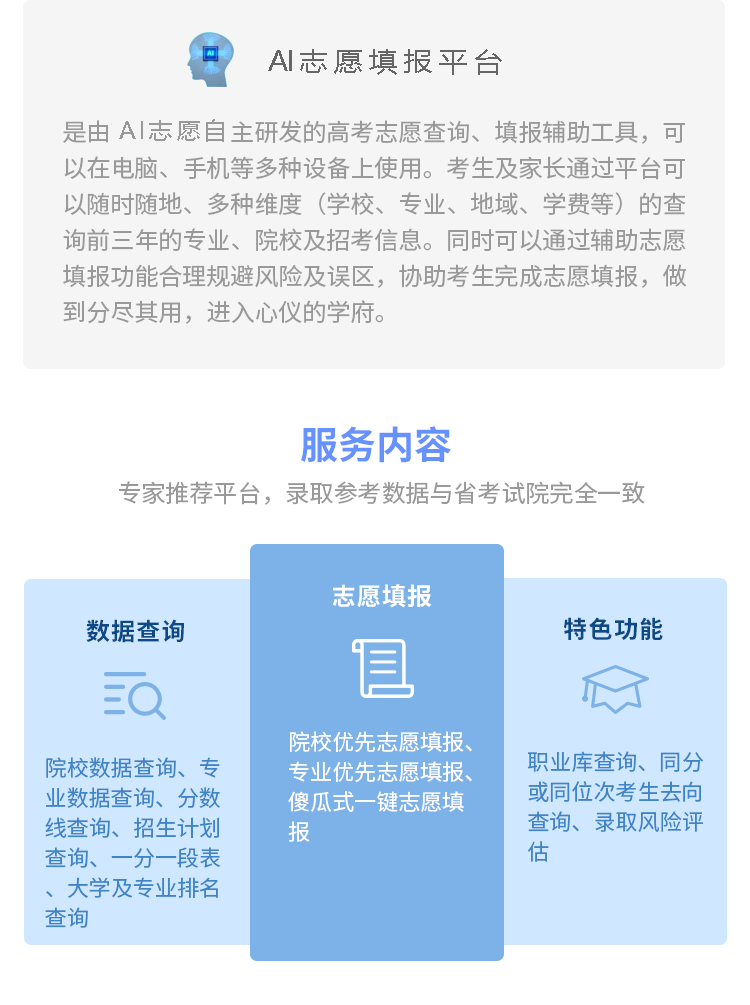 AI
AI志愿填报平台
是由 AI志愿自主研发的高考志愿查询、填报辅助工具，可
以在电脑、手机等多种设备上使用。考生及家长通过平台可
以随时随地、多种维度（学校、专业、地域、学费等）的查
询前三年的专业、院校及招考信息。同时可以通过辅助志愿
填报功能合理规避风险及误区，协助考生完成志愿填报，做
到分尽其用，进入心仪的学府。
服务内容
专家推荐平台，录取参考数据与省考试院完全一致
数据查询
院校数据查询、专
业数据查询、分数
线查询、招生计划
查询、一分一段表
、大学及专业排名
查询
志愿填报
院校优先志愿填报、
专业优先志愿填报、
傻瓜式一键志愿填
报
特色功能
职业库查询、同分
或同位次考生去向
查询、录取风险评
估